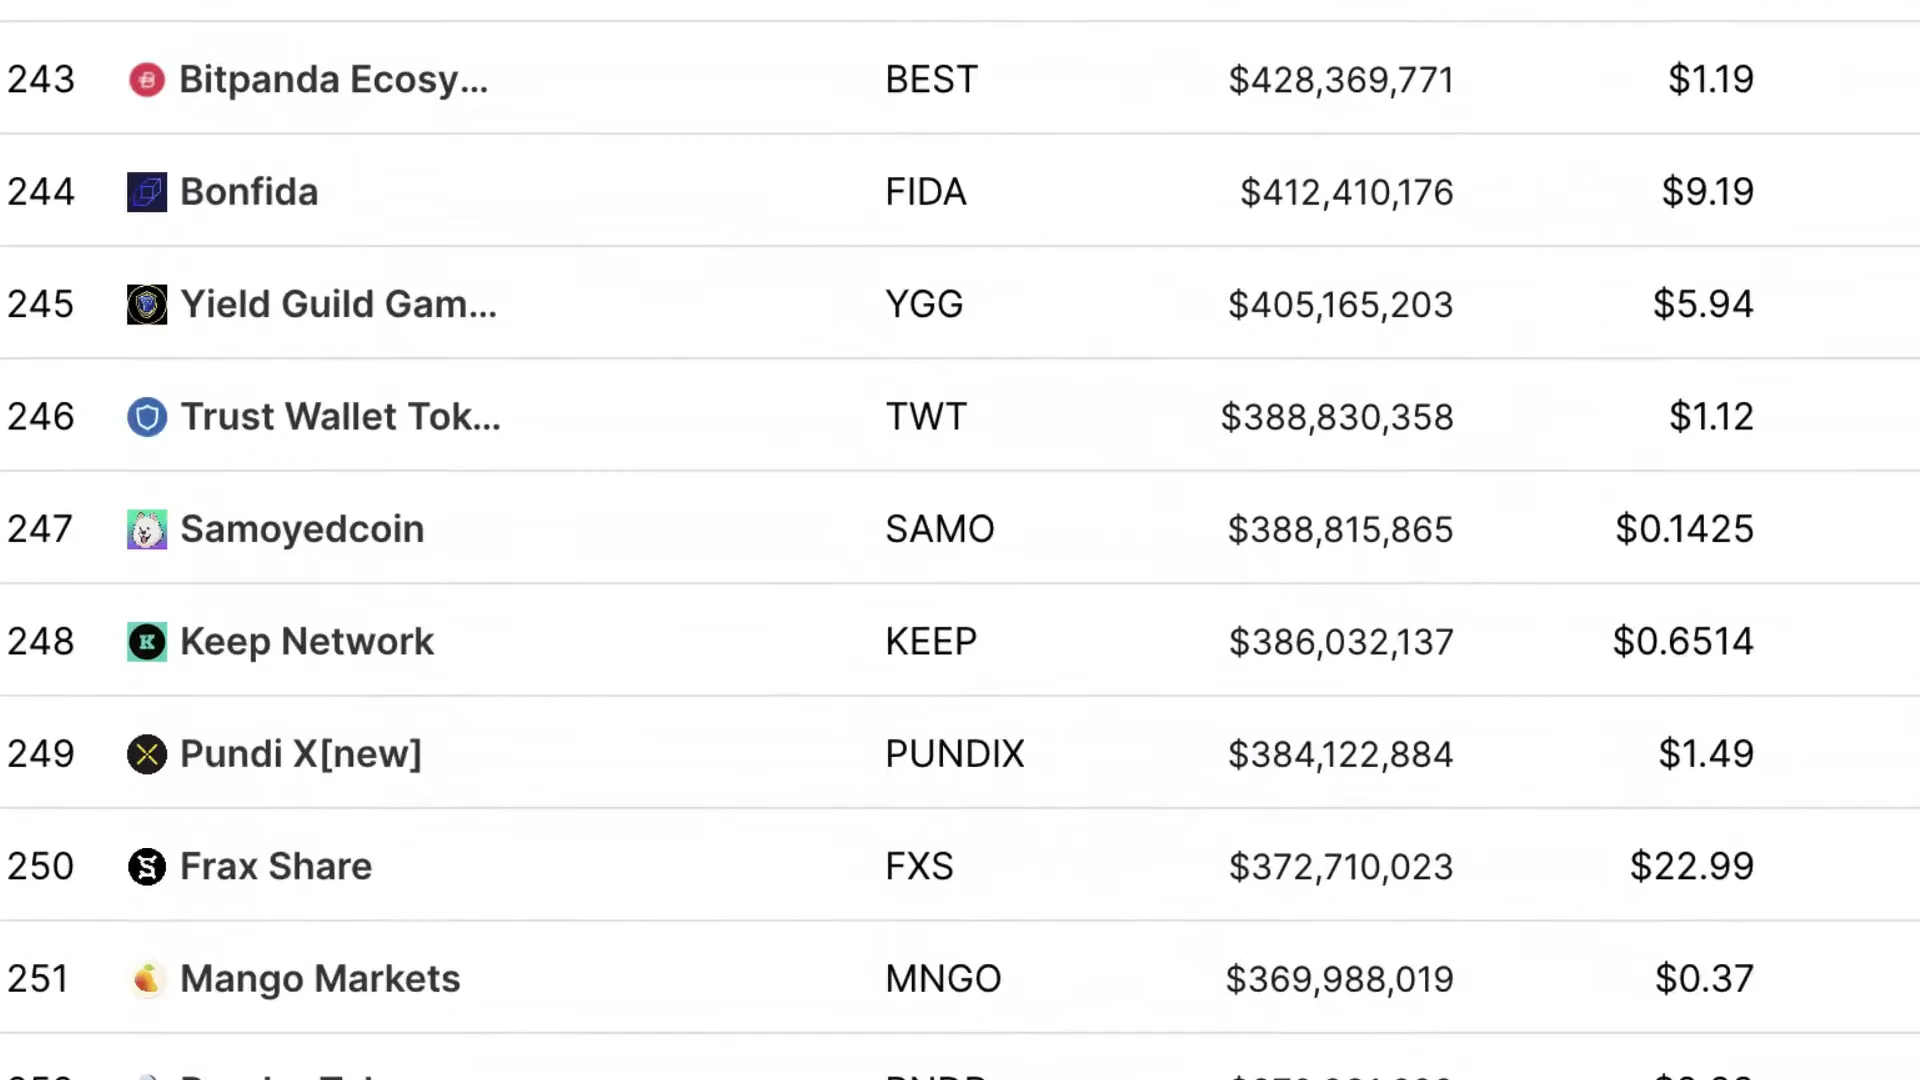 243 Bitpanda Ecosy... BEST $428,369,771 $1.19
244 Bonfida FIDA $412,410,176 $9.19
245 Yield Guild Gam... YGG $405,165,203 $5.94
246 Trust Wallet Tok... TWT $388,830,358 $1.12
247 Samoyedcoin SAMO $388,815,865 $0.1425
248 Keep Network KEEP $386,032,137 $0.6514
249 Pundi X[new] PUNDIX $384,122,884 $1.49
250 Frax Share FXS $372,710,023 $22.99
251 Mango Markets MNGO $369,988,019 $0.37